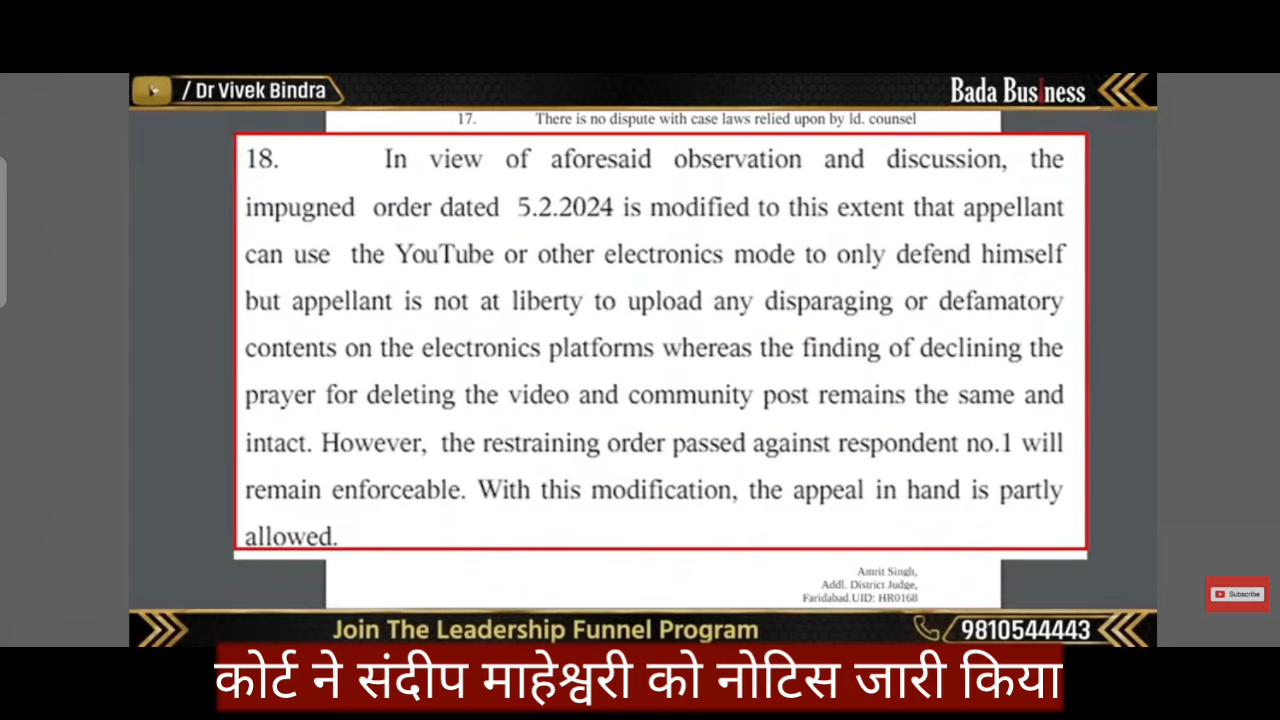 / Dr Vivek Bindra
Bada Business
17. There is no dispute with case laws relied upon by ld. counsel
18. In view of aforesaid observation and discussion, the
impugned order dated 5.2.2024 is modified to this extent that appellant
can use the YouTube or other electronics mode to only defend himself
but appellant is not at liberty to upload any disparaging or defamatory
contents on the electronics platforms whereas the finding of declining the
prayer for deleting the video and community post remains the same and
intact. However, the restraining order passed against respondent no.1 will
remain enforceable. With this modification, the appeal in hand is partly
allowed.
Amrit Singh,
Addl. District Judge,
Faridabad.UID: HR0168
Subscribe
Join The Leadership Funnel Program
9810544443
कोर्ट ने संदीप माहेश्वरी को नोटिस जारी किया